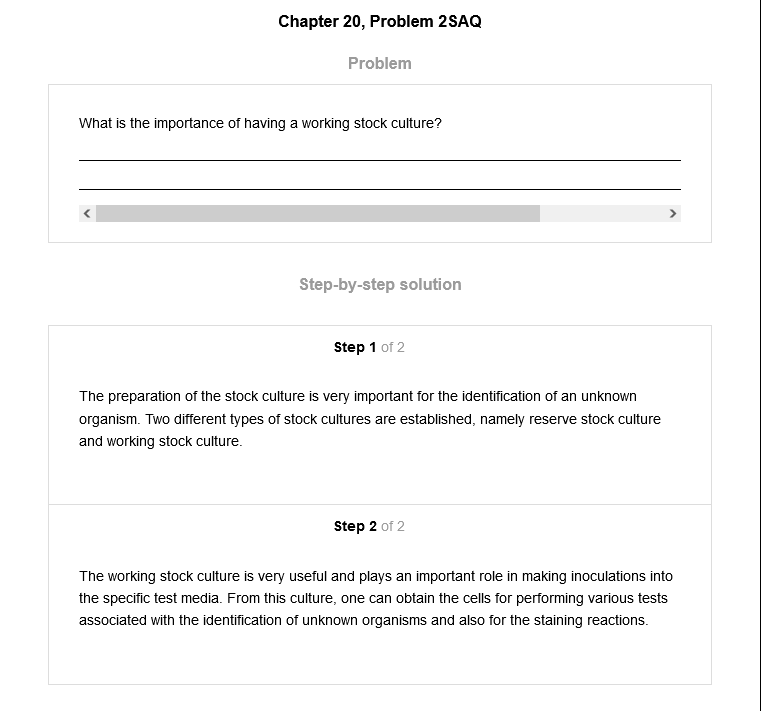 Chapter 20, Problem 2SAQ
Problem
What is the importance of having a working stock culture?
Step-by-step solution
Step 1 of 2
The preparation of the stock culture is very important for the identification of an unknown
organism. Two different types of stock cultures are established, namely reserve stock culture
and working stock culture.
Step 2 of 2
The working stock culture is very useful and plays an important role in making inoculations into
the specific test media. From this culture, one can obtain the cells for performing various tests
associated with the identification of unknown organisms and also for the staining reactions.